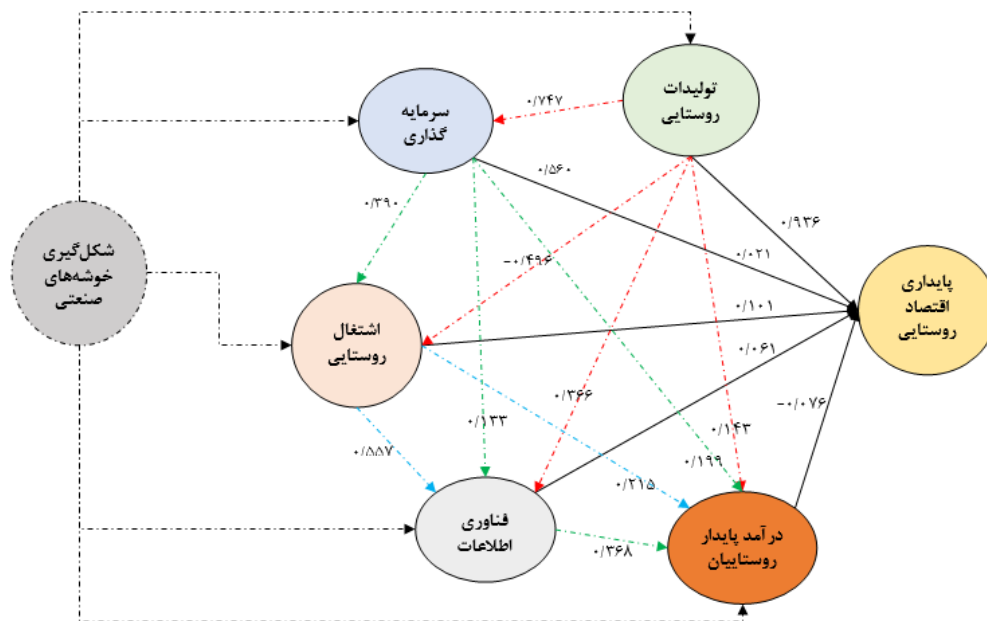 تولیدات
روستایی
سرمایه
گذاری
۰/۷۴۷
۰/۵۶۰
۰/۳۹۰
۰/۹۳۶
شکل‌گیری
خوشه‌های
صنعتی
-۰/۴۹۶
۰/۰۲۱
پایداری
اقتصاد
روستایی
اشتغال
روستایی
۰/۱۰۱
۰/۰۶۱
۰/۳۶۶
-۰/۰۷۶
۰/۱۳۳
۰/۱۴۳
۰/۵۵۷
۰/۱۹۹
۰/۲۱۵
فناوری
اطلاعات
۰/۳۶۸
درآمد پایدار
روستاییان